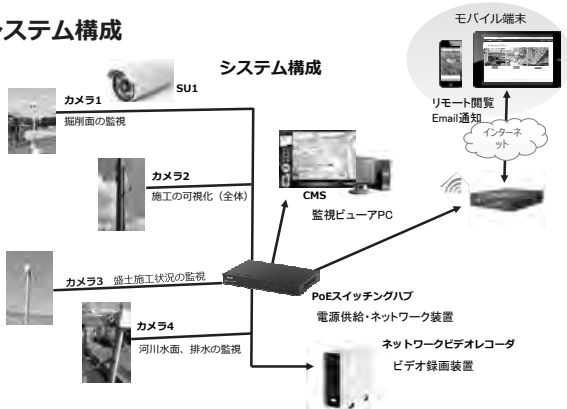 ステム構成
システム構成
モバイル端末
SU1
カメラ1
掘削面の監視
リモート閲覧
Email通知
インターネ
ット
カメラ2
施工の可視化（全体）
CMS
監視ビューアPC
カメラ3 盛土施工状況の監視
PoEスイッチングハブ
電源供給・ネットワーク装置
カメラ4
河川水面、排水の監視
ネットワークビデオレコーダ
ビデオ録画装置